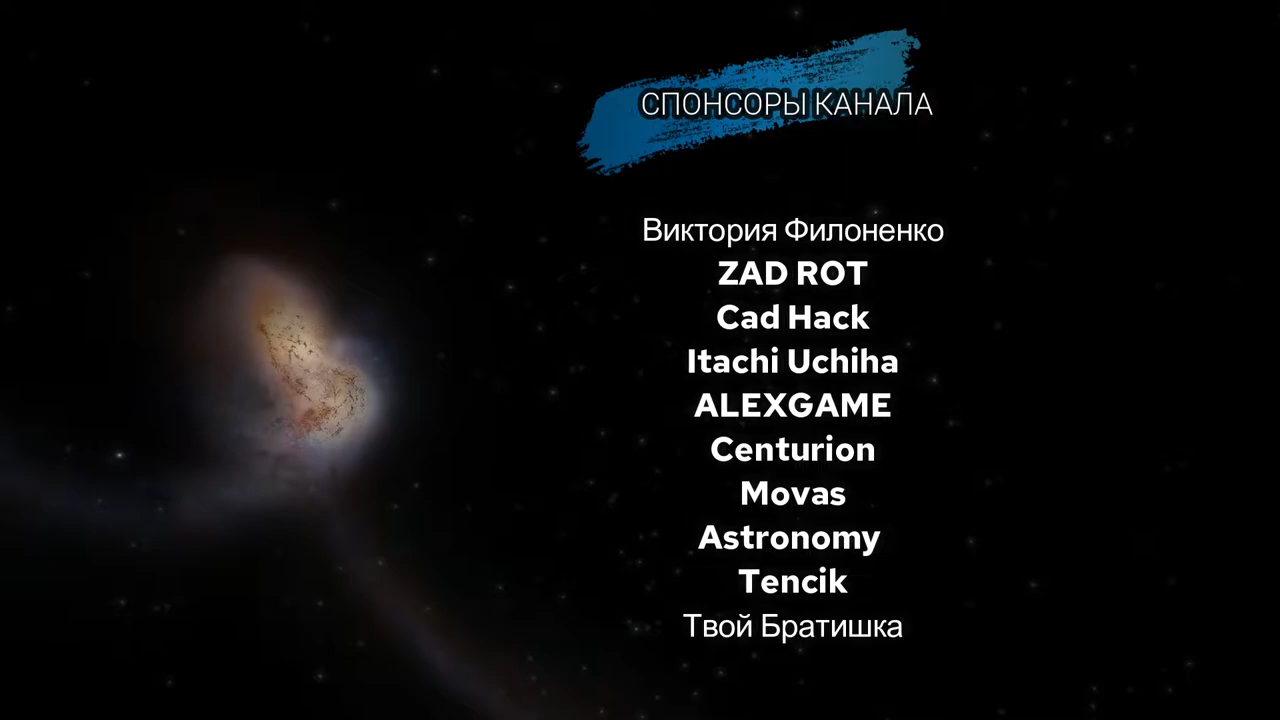 СПОНСОРЫ КАНАЛА
Виктория Филоненко
ZAD ROT
Cad Hack
Itachi Uchiha
ALEXGAME
Centurion
Movas
Astronomy
Tencik
Твой Братишка